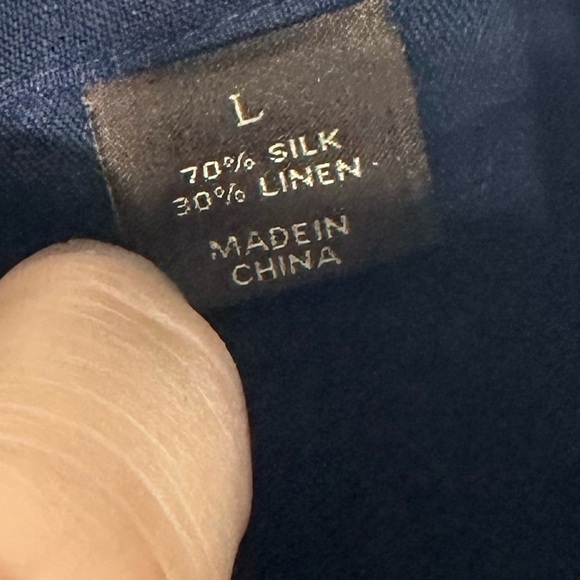 L
70% SILK
30% LINEN
MADEIN
CHINA